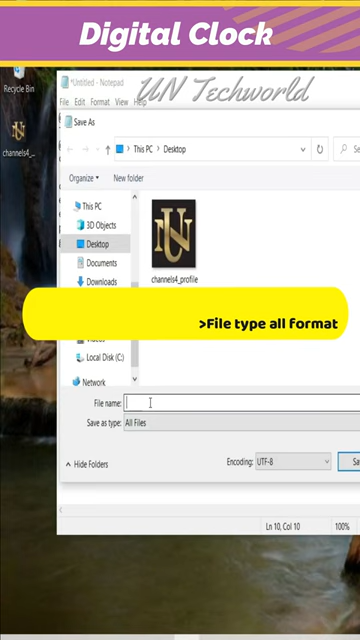 Digital Clock
UN Techworld
Recycle Bin
channels4_...
*Untitled - Notepad
File Edit Format View Help
Save As
This PC > Desktop
Organize
New folder
This PC
3D Objects
Desktop
Documents
Downloads
channels4_profile
>File type all format
Videos
Local Disk (C:)
Network
File name:
Save as type: All Files
Hide Folders
Encoding: UTF-8
Ln 10, Col 10
100%